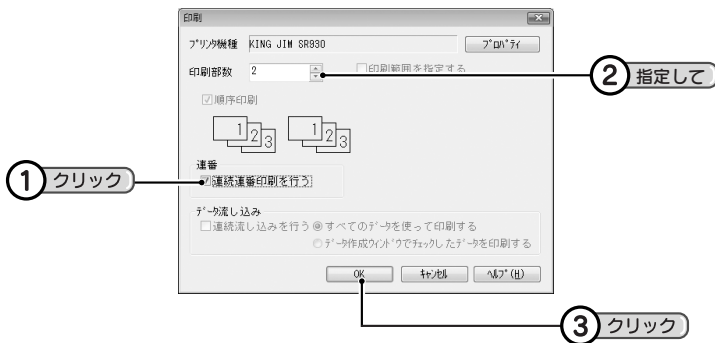 印刷
プリンタ機種 KING JIM SR930 プロパティ
印刷部数 2 印刷範囲を指定する
② 指定して
順序印刷
1 2 3 1 2 3
連番
① クリック
連続連番印刷を行う
データ流し込み
連続流し込みを行う すべてのデータを使って印刷する
データ作成ウィンドウでチェックしたデータを印刷する
OK キャンセル ヘルプ(H)
③ クリック